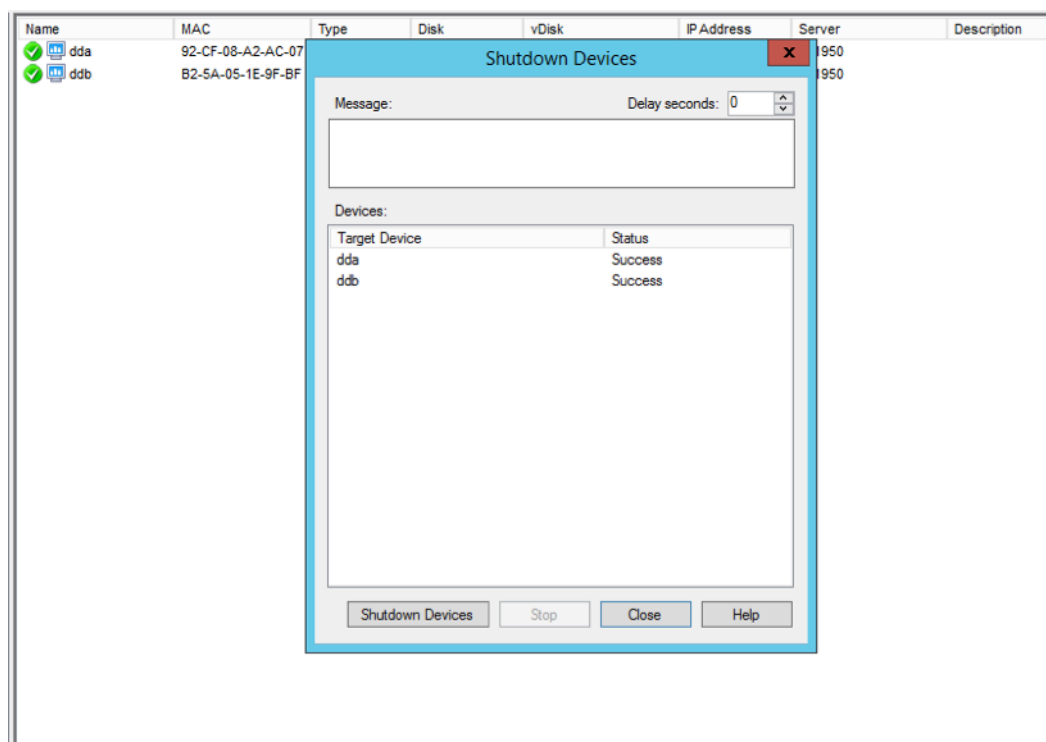 Name MAC Type Disk vDisk IP Address Server Description
dda 92-CF-08-A2-AC-07 1950
ddb B2-5A-05-1E-9F-BF 1950
Shutdown Devices
Message: Delay seconds: 0
Devices:
Target Device Status
dda Success
ddb Success
Shutdown Devices Stop Close Help